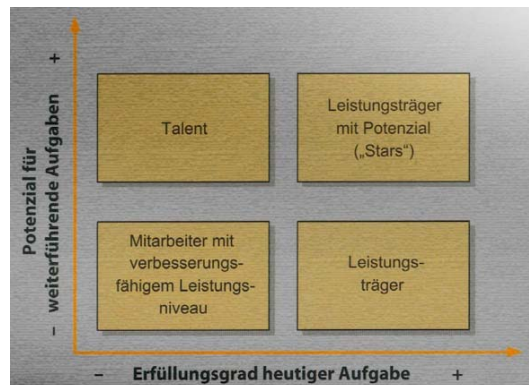 Potenzial für
– weiterführende Aufgaben +
Talent
Leistungsträger
mit Potenzial
(„Stars“)
Mitarbeiter mit
verbesserungs-
fähigem Leistungs-
niveau
Leistungs-
träger
– Erfüllungsgrad heutiger Aufgabe +